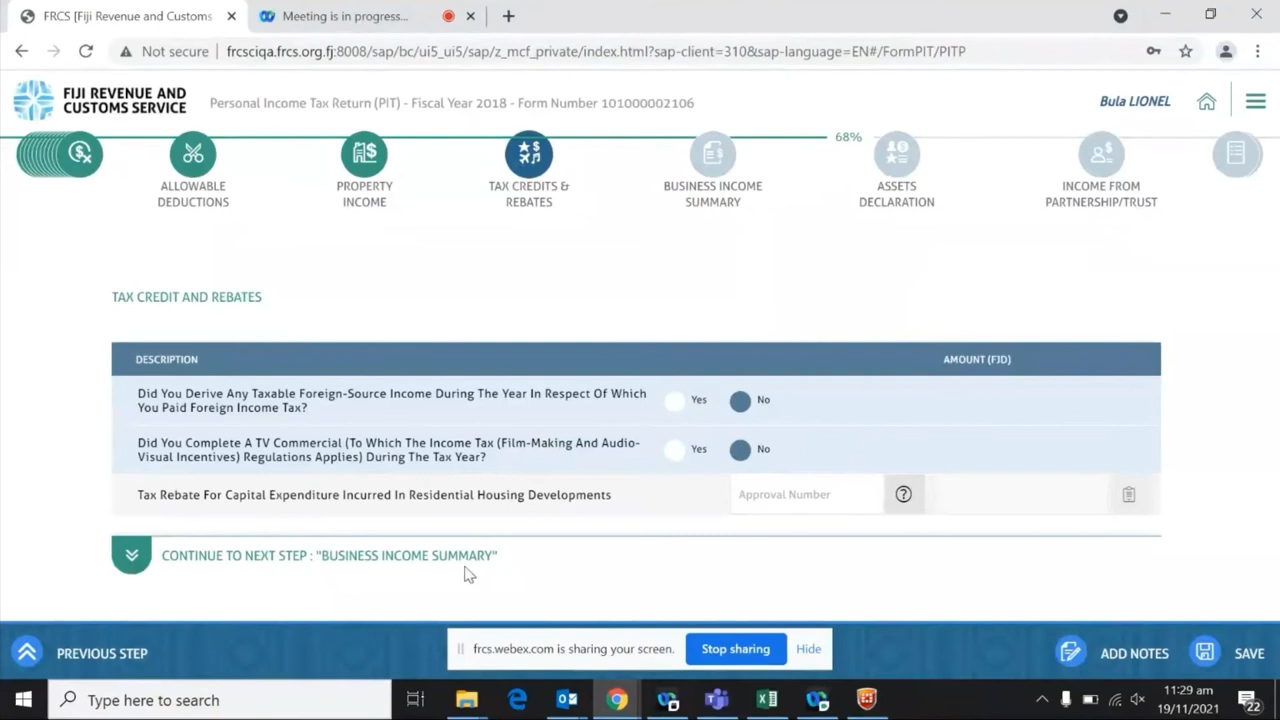 FRCS [Fiji Revenue and Customs
Meeting is in progress...
Not secure
frcsciqa.frcs.org.fj:8008/sap/bc/ui5_ui5/sap/z_mcf_private/index.html?sap-client=310&sap-language=EN#/FormPIT/PITP
FIJI REVENUE AND
CUSTOMS SERVICE
Personal Income Tax Return (PIT) - Fiscal Year 2018 - Form Number 101000002106
Bula LIONEL
68%
ALLOWABLE
DEDUCTIONS
PROPERTY
INCOME
TAX CREDITS &
REBATES
BUSINESS INCOME
SUMMARY
ASSETS
DECLARATION
INCOME FROM
PARTNERSHIP/TRUST
TAX CREDIT AND REBATES
DESCRIPTION
AMOUNT (FJD)
Did You Derive Any Taxable Foreign-Source Income During The Year In Respect Of Which
You Paid Foreign Income Tax?
Yes
No
Did You Complete A TV Commercial (To Which The Income Tax (Film-Making And Audio-
Visual Incentives) Regulations Applies) During The Tax Year?
Yes
No
Tax Rebate For Capital Expenditure Incurred In Residential Housing Developments
Approval Number
CONTINUE TO NEXT STEP : "BUSINESS INCOME SUMMARY"
PREVIOUS STEP
frcs.webex.com is sharing your screen.
Stop sharing
Hide
ADD NOTES
SAVE
Type here to search
11:29 am
19/11/2021
22